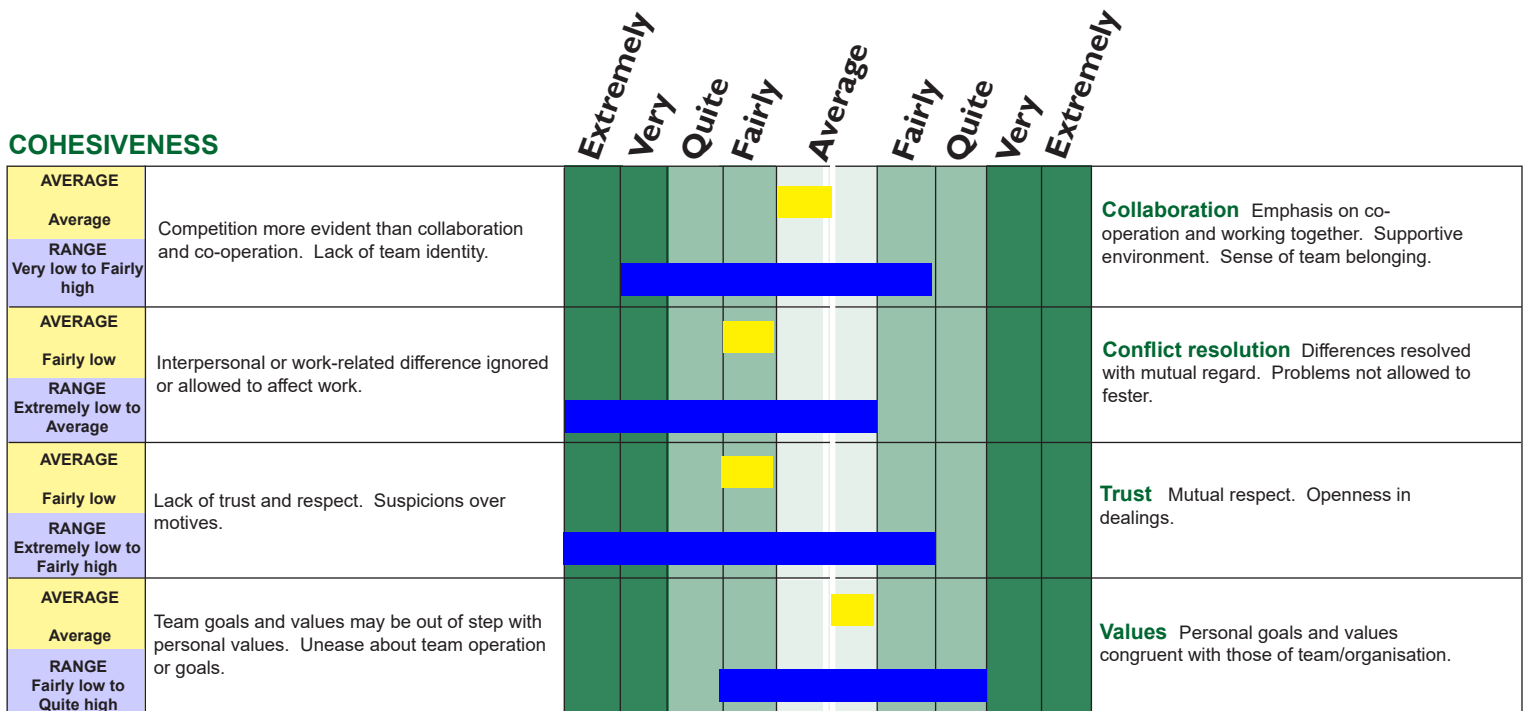 Extremely
Very
Quite
Fairly
Average
Fairly
Quite
Very
Extremely
COHESIVENESS
AVERAGE
Average
RANGE
Very low to Fairly
high
Competition more evident than collaboration
and co-operation. Lack of team identity.
Collaboration Emphasis on co-
operation and working together. Supportive
environment. Sense of team belonging.
AVERAGE
Fairly low
RANGE
Extremely low to
Average
Interpersonal or work-related difference ignored
or allowed to affect work.
Conflict resolution Differences resolved
with mutual regard. Problems not allowed to
fester.
AVERAGE
Fairly low
RANGE
Extremely low to
Fairly high
Lack of trust and respect. Suspicions over
motives.
Trust Mutual respect. Openness in
dealings.
AVERAGE
Average
RANGE
Fairly low to
Quite high
Team goals and values may be out of step with
personal values. Unease about team operation
or goals.
Values Personal goals and values
congruent with those of team/organisation.